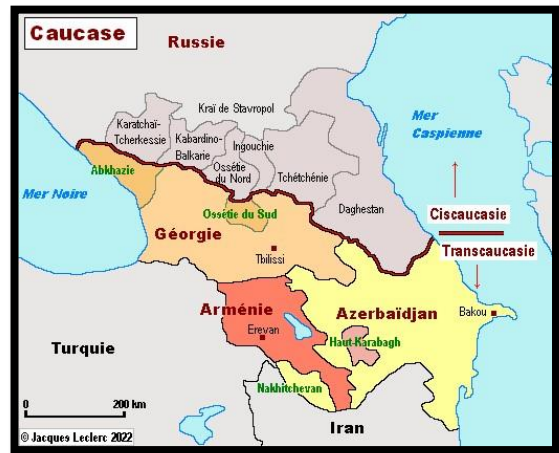 Caucase
Russie
Kraï de Stavropol
Karatchaï-
Tcherkessie
Kabardino-
Balkarie
Ingouchie
Ossétie
du Nord
Tchétchénie
Daghestan
Mer
Caspienne
Mer Noire
Abkhazie
Ossétie du Sud
Géorgie
Tbilissi
Ciscaucasie
Transcaucasie
Arménie
Erevan
Azerbaïdjan
Bakou
Haut-Karabagh
Nakhitchevan
Turquie
Iran
0
200 km
© Jacques Leclerc 2022